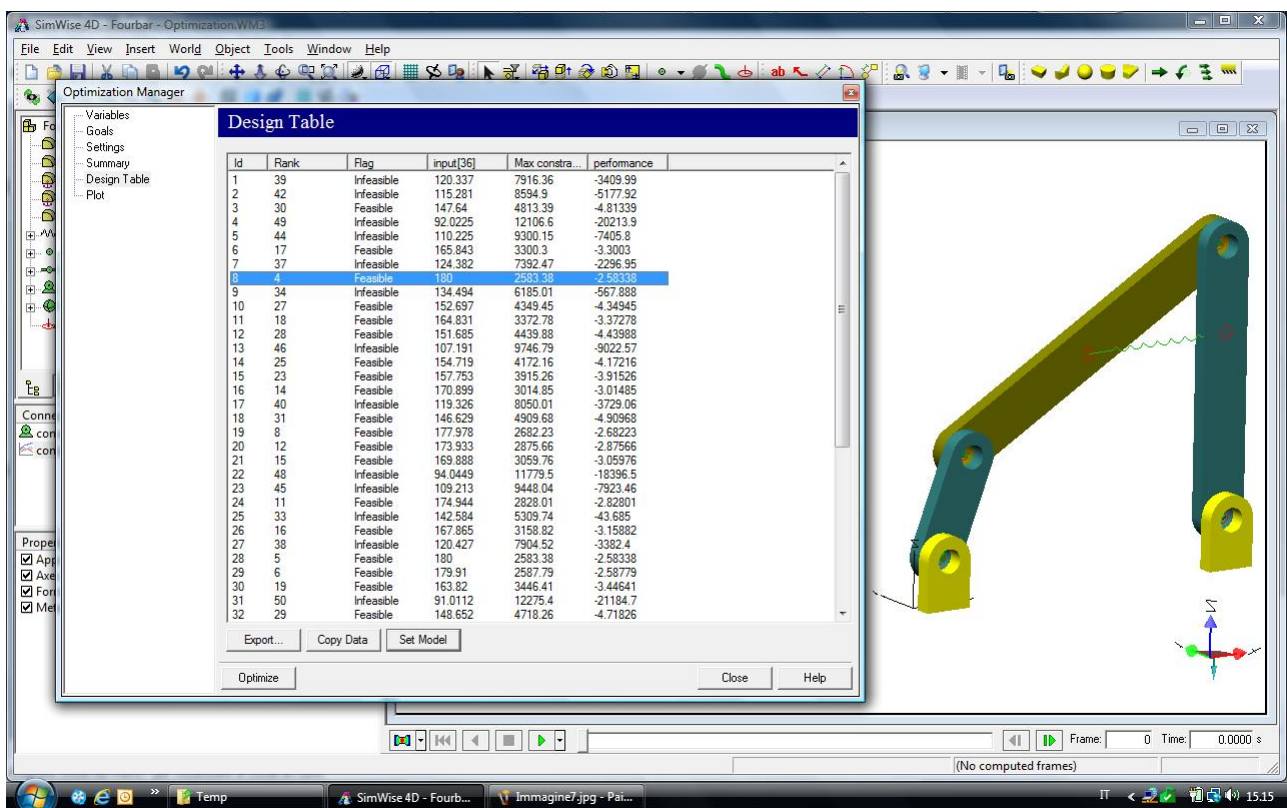 SimWise 4D - Fourbar - Optimization.WM3
File Edit View Insert World Object Tools Window Help
Optimization Manager
Variables
Goals
Settings
Summary
Design Table
Plot
Design Table
Id Rank Flag input[36] Max constra... performance
1 39 Infeasible 120.337 7916.36 -3409.99
2 42 Infeasible 115.281 8594.9 -5177.92
3 30 Feasible 147.64 4813.39 -4.81339
4 49 Infeasible 92.0225 12106.6 -20213.9
5 44 Infeasible 110.225 9300.15 -7405.8
6 17 Feasible 165.843 3300.3 -3.3003
7 37 Infeasible 124.382 7392.47 -2296.95
8 4 Feasible 180 2583.38 -2.58338
9 34 Infeasible 134.494 6185.01 -567.888
10 27 Feasible 152.697 4349.45 -4.34945
11 18 Feasible 164.831 3372.78 -3.37278
12 28 Feasible 151.685 4439.88 -4.43988
13 46 Infeasible 107.191 9746.79 -9022.57
14 25 Feasible 154.719 4172.16 -4.17216
15 23 Feasible 157.753 3915.26 -3.91526
16 14 Feasible 170.899 3014.85 -3.01485
17 40 Infeasible 119.326 8050.01 -3729.06
18 31 Feasible 146.629 4909.68 -4.90968
19 8 Feasible 177.978 2682.23 -2.68223
20 12 Feasible 173.933 2875.66 -2.87566
21 15 Feasible 169.888 3059.76 -3.05976
22 48 Infeasible 94.0449 11779.5 -18396.5
23 45 Infeasible 109.213 9448.04 -7923.46
24 11 Feasible 174.944 2828.01 -2.82801
25 33 Infeasible 142.584 5309.74 -43.685
26 16 Feasible 167.865 3158.82 -3.15882
27 38 Infeasible 120.427 7904.52 -3382.4
28 5 Feasible 180 2583.38 -2.58338
29 6 Feasible 179.91 2587.79 -2.58779
30 19 Feasible 163.82 3446.41 -3.44641
31 50 Infeasible 91.0112 12275.4 -21184.7
32 29 Feasible 148.652 4718.26 -4.71826
Export... Copy Data Set Model
Optimize Close Help
Fo
Conne
con
con
Proper
App
Axe
For
Met
Z
Frame: 0 Time: 0.0000 s
(No computed frames)
Temp SimWise 4D - Fourb... Immagine7.jpg - Pai... IT 15.15